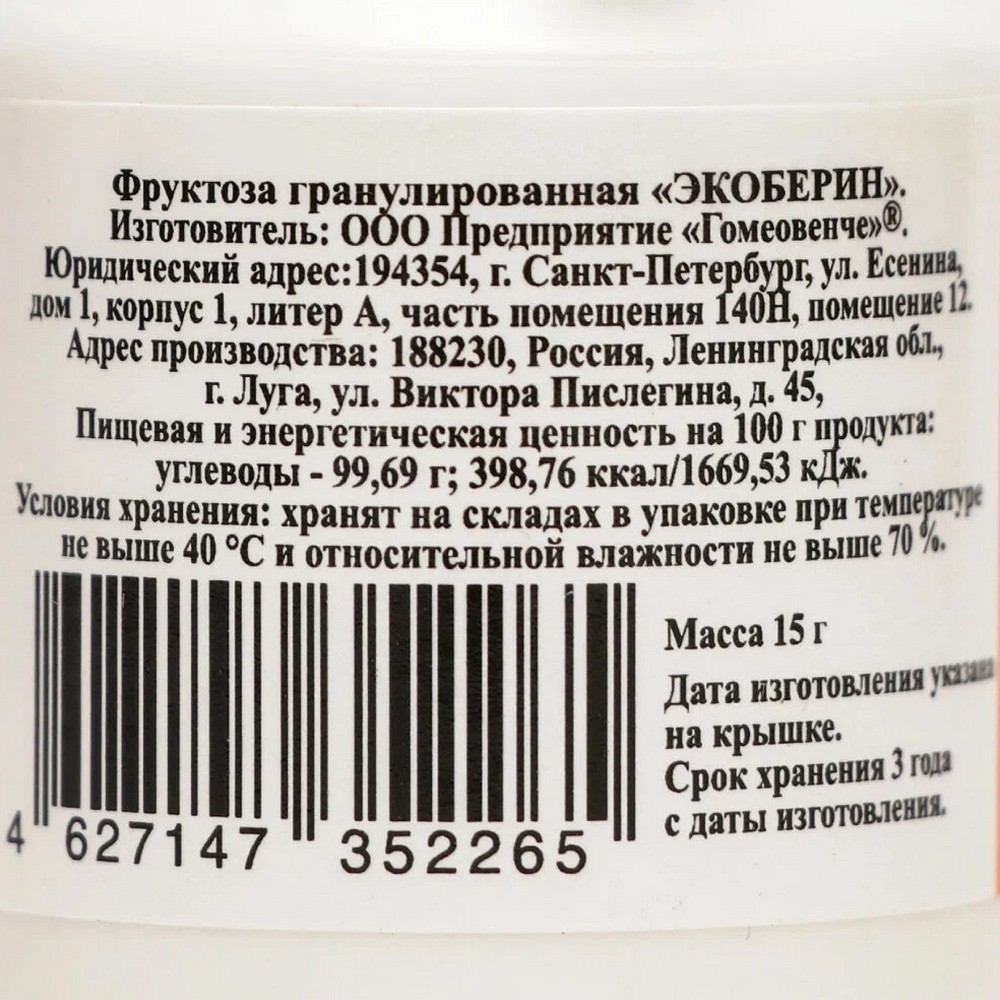 Фруктоза гранулированная «ЭКОБЕРИН».
Изготовитель: ООО Предприятие «Гомеовенче»®.
Юридический адрес:194354, г. Санкт-Петербург, ул. Есенина,
дом 1, корпус 1, литер А, часть помещения 140Н, помещение 12.
Адрес производства: 188230, Россия, Ленинградская обл.,
г. Луга, ул. Виктора Пислегина, д. 45,
Пищевая и энергетическая ценность на 100 г продукта:
углеводы - 99,69 г; 398,76 ккал/1669,53 кДж.
Условия хранения: хранят на складах в упаковке при температуре
не выше 40 °С и относительной влажности не выше 70 %.
Масса 15 г
Дата изготовления указана
на крышке.
Срок хранения 3 года
с даты изготовления.
4 627147 352265